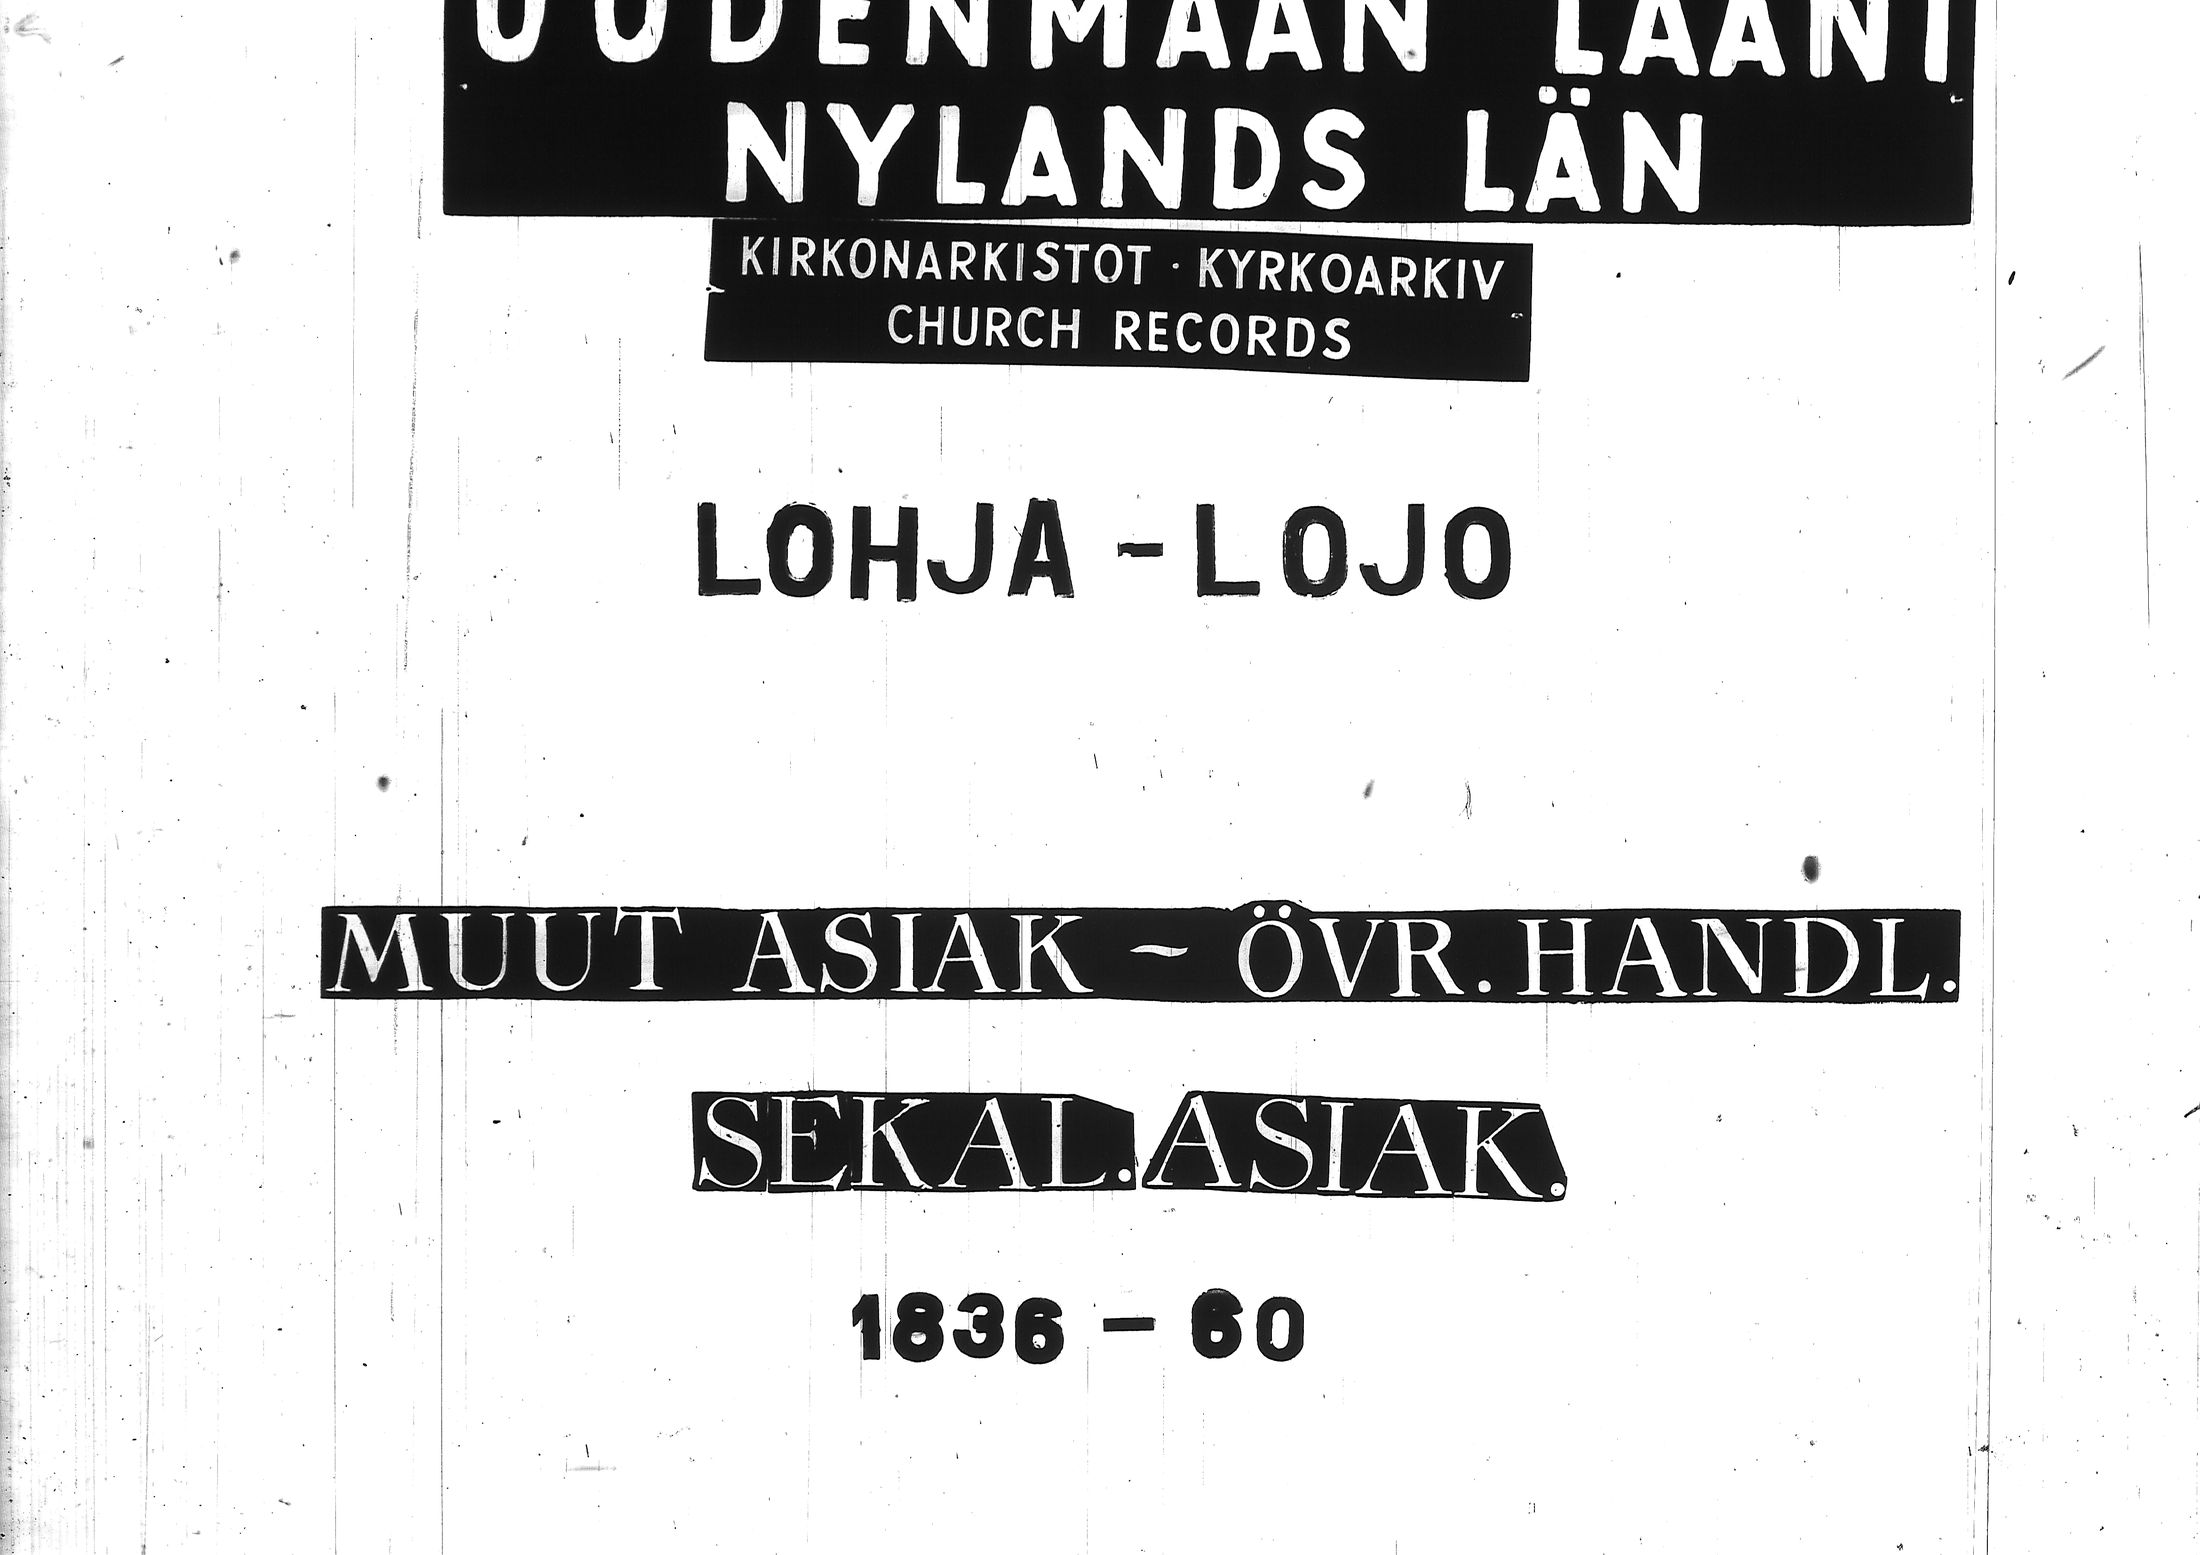 UUDENMAAN LÄÄNI
NYLANDS LÄN
KIRKONARKISTOT · KYRKOARKIV
CHURCH RECORDS
LOHJA - LOJO
MUUT ASIAK - ÖVR. HANDL.
SEKAL. ASIAK.
1836 - 60